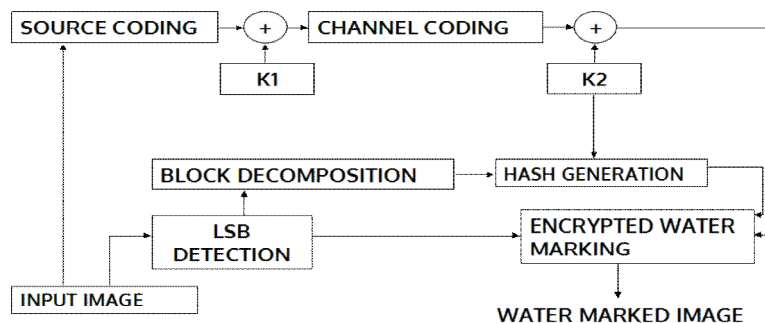 SOURCE CODING
+
CHANNEL CODING
+
K1
K2
BLOCK DECOMPOSITION
HASH GENERATION
LSB
DETECTION
ENCRYPTED WATER
MARKING
INPUT IMAGE
WATER MARKED IMAGE